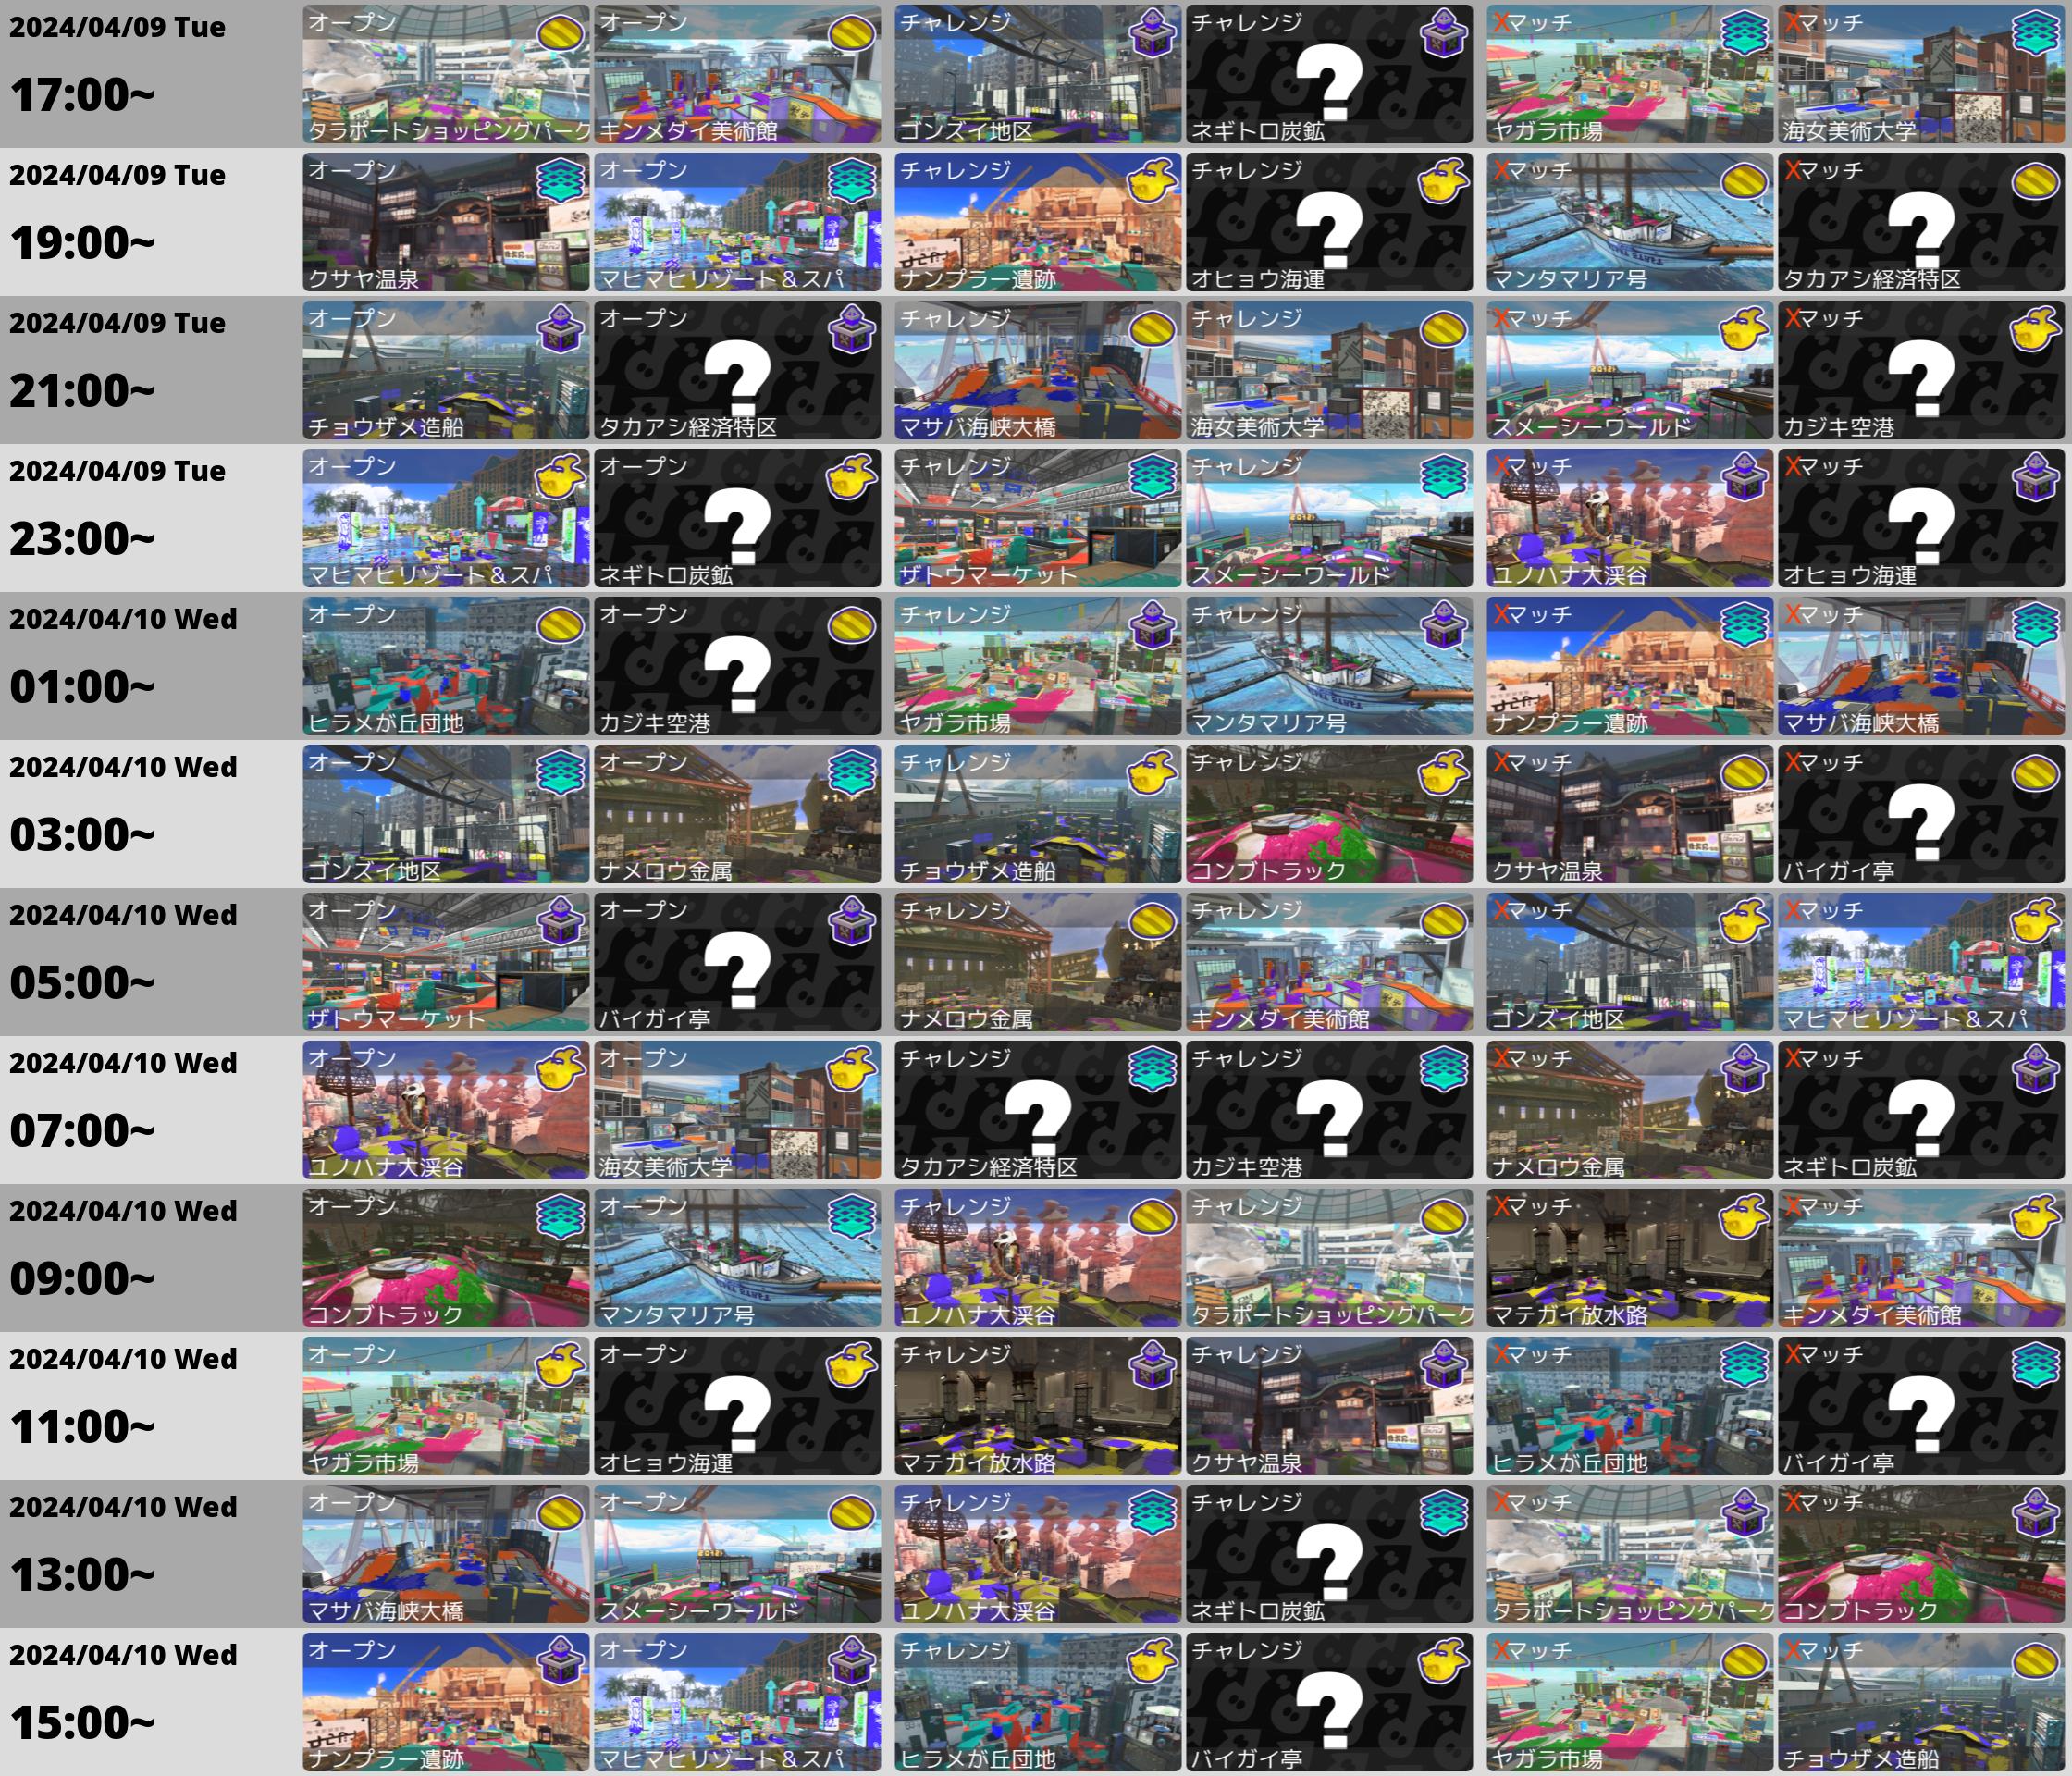 2024/04/09 Tue
17:00~
オープン
タラポートショッピングパーク
オープン
キンメダイ美術館
チャレンジ
ゴンズイ地区
チャレンジ
ネギトロ炭鉱
Xマッチ
ヤガラ市場
Xマッチ
海女美術大学
2024/04/09 Tue
19:00~
オープン
クサヤ温泉
オープン
マヒマヒリゾート＆スパ
チャレンジ
ナンプラー遺跡
チャレンジ
オヒョウ海運
Xマッチ
マンタマリア号
Xマッチ
タカアシ経済特区
2024/04/09 Tue
21:00~
オープン
チョウザメ造船
オープン
タカアシ経済特区
チャレンジ
マサバ海峡大橋
チャレンジ
海女美術大学
Xマッチ
スメーシーワールド
Xマッチ
カジキ空港
2024/04/09 Tue
23:00~
オープン
マヒマヒリゾート＆スパ
オープン
ネギトロ炭鉱
チャレンジ
ザトウマーケット
チャレンジ
スメーシーワールド
Xマッチ
ユノハナ大渓谷
Xマッチ
オヒョウ海運
2024/04/10 Wed
01:00~
オープン
ヒラメが丘団地
オープン
カジキ空港
チャレンジ
ヤガラ市場
チャレンジ
マンタマリア号
Xマッチ
ナンプラー遺跡
Xマッチ
マサバ海峡大橋
2024/04/10 Wed
03:00~
オープン
ゴンズイ地区
オープン
ナメロウ金属
チャレンジ
チョウザメ造船
チャレンジ
コンブトラック
Xマッチ
クサヤ温泉
Xマッチ
バイガイ亭
2024/04/10 Wed
05:00~
オープン
ザトウマーケット
オープン
バイガイ亭
チャレンジ
ナメロウ金属
チャレンジ
キンメダイ美術館
Xマッチ
ゴンズイ地区
Xマッチ
マヒマヒリゾート＆スパ
2024/04/10 Wed
07:00~
オープン
ユノハナ大渓谷
オープン
海女美術大学
チャレンジ
タカアシ経済特区
チャレンジ
カジキ空港
Xマッチ
ナメロウ金属
Xマッチ
ネギトロ炭鉱
2024/04/10 Wed
09:00~
オープン
コンブトラック
オープン
マンタマリア号
チャレンジ
ユノハナ大渓谷
チャレンジ
タラポートショッピングパーク
Xマッチ
マテガイ放水路
Xマッチ
キンメダイ美術館
2024/04/10 Wed
11:00~
オープン
ヤガラ市場
オープン
オヒョウ海運
チャレンジ
マテガイ放水路
チャレンジ
クサヤ温泉
Xマッチ
ヒラメが丘団地
Xマッチ
バイガイ亭
2024/04/10 Wed
13:00~
オープン
マサバ海峡大橋
オープン
スメーシーワールド
チャレンジ
ユノハナ大渓谷
チャレンジ
ネギトロ炭鉱
Xマッチ
タラポートショッピングパーク
Xマッチ
コンブトラック
2024/04/10 Wed
15:00~
オープン
ナンプラー遺跡
オープン
マヒマヒリゾート＆スパ
チャレンジ
ヒラメが丘団地
チャレンジ
バイガイ亭
Xマッチ
ヤガラ市場
Xマッチ
チョウザメ造船